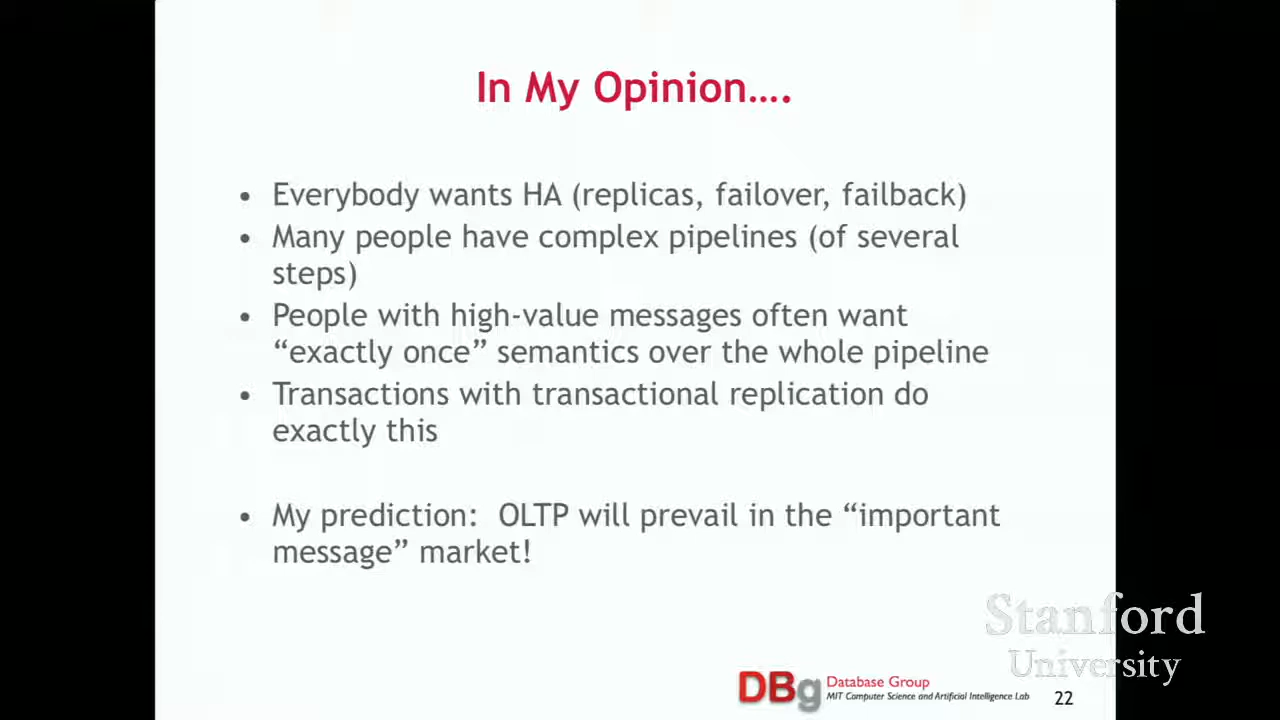 In My Opinion....
• Everybody wants HA (replicas, failover, failback)
• Many people have complex pipelines (of several
steps)
• People with high-value messages often want
“exactly once” semantics over the whole pipeline
• Transactions with transactional replication do
exactly this
• My prediction: OLTP will prevail in the “important
message” market!
Stanford
University
DBg Database Group
MIT Computer Science and Artificial Intelligence Lab
22